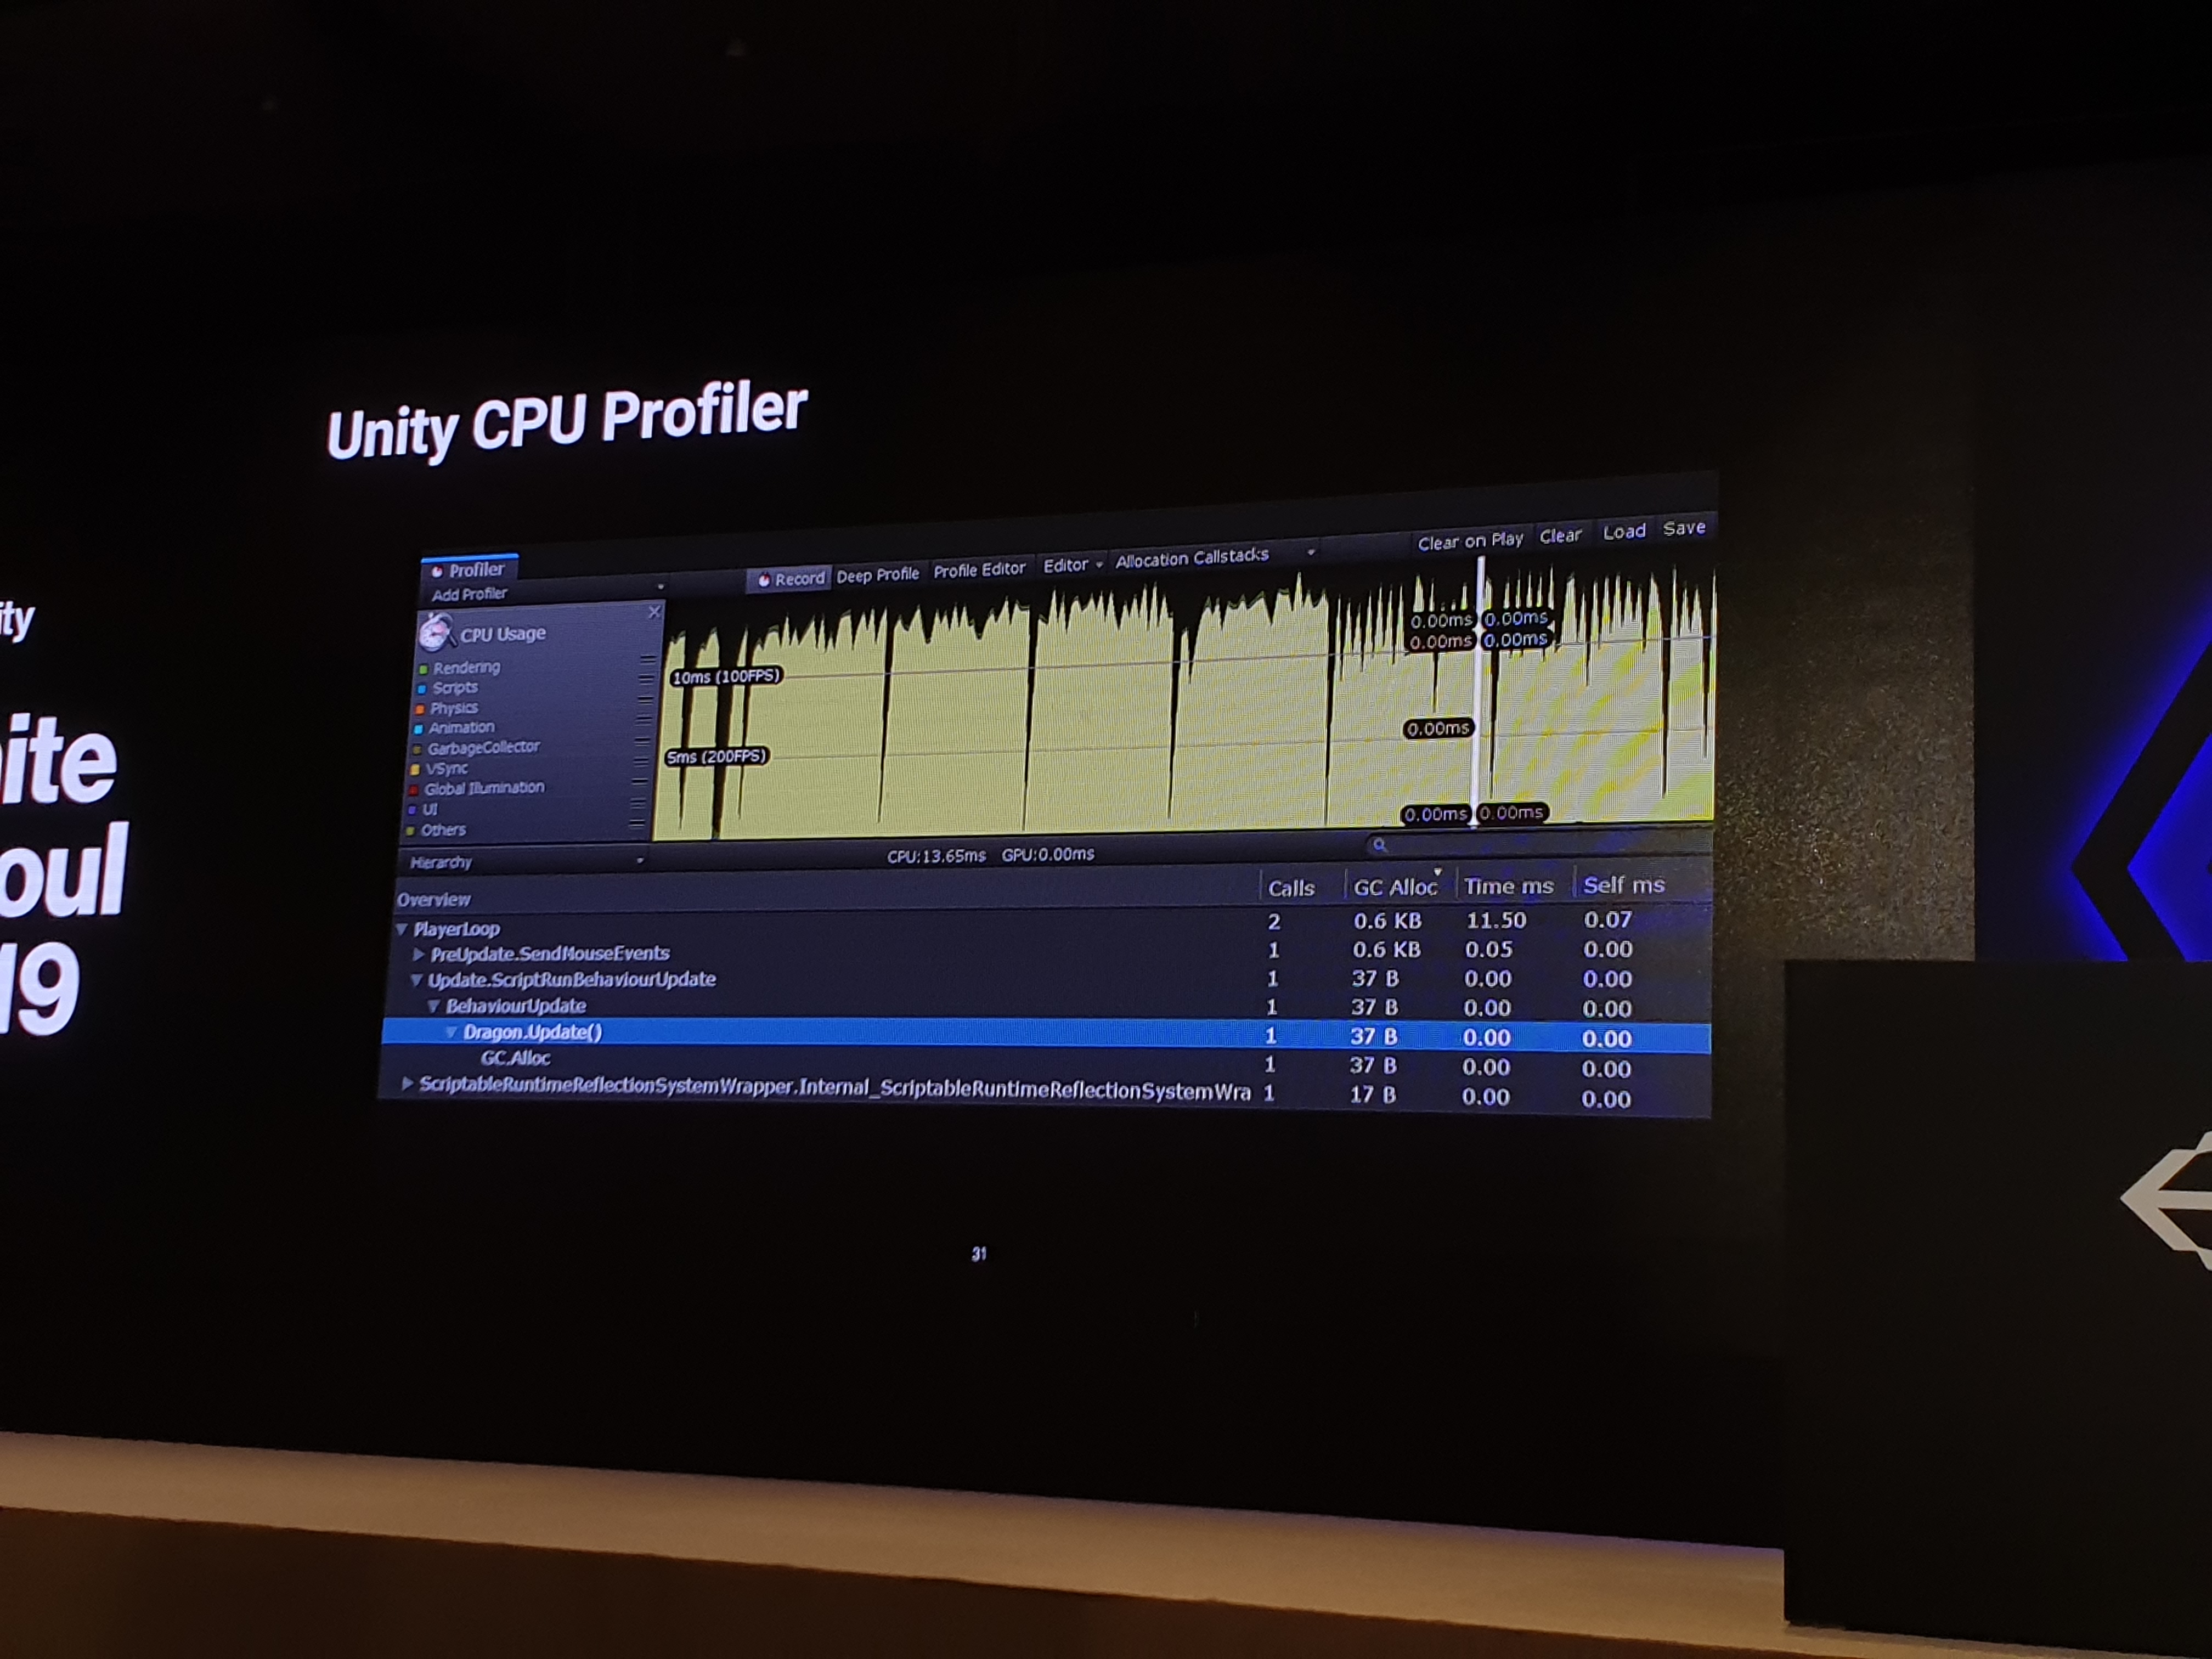 Unity CPU Profiler
ity
ite
oul
19
Profiler
Add Profiler
Record Deep Profile Profile Editor Editor Allocation Callstacks Clear on Play Clear Load Save
CPU Usage
Rendering
Scripts
Physics
Animation
GarbageCollector
VSync
Global Illumination
UI
Others
10ms (100FPS)
5ms (200FPS)
0.00ms 0.00ms
0.00ms 0.00ms
0.00ms
0.00ms 0.00ms
Hierarchy CPU:13.65ms GPU:0.00ms
Overview Calls GC Alloc Time ms Self ms
PlayerLoop 2 0.6 KB 11.50 0.07
PreUpdate.SendMouseEvents 1 0.6 KB 0.05 0.00
Update.ScriptRunBehaviourUpdate 1 37 B 0.00 0.00
BehaviourUpdate 1 37 B 0.00 0.00
Dragon.Update() 1 37 B 0.00 0.00
GC.Alloc 1 37 B 0.00 0.00
ScriptableRuntimeReflectionSystemWrapper.Internal_ScriptableRuntimeReflectionSystemWra 1 17 B 0.00 0.00
31